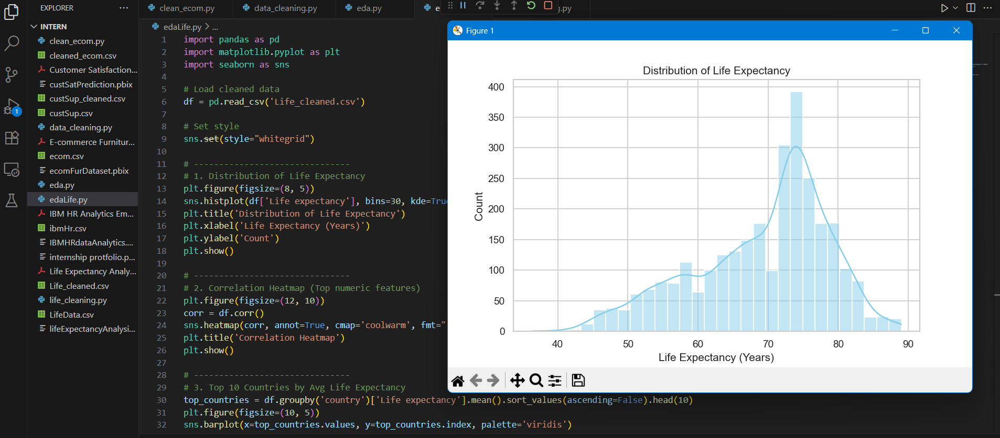 EXPLORER
INTERN
clean_ecom.py
cleaned_ecom.csv
Customer Satisfaction...
custSatPrediction.pbix
custSup_cleaned.csv
custSup.csv
data_cleaning.py
E-commerce Furnitur...
ecom.csv
ecomFurDataset.pbix
eda.py
edaLife.py
IBM HR Analytics Em...
ibmHr.csv
IBMHRdataAnalytics....
internship protfolio.p...
Life Expectancy Analy...
Life_cleaned.csv
life_cleaning.py
LifeData.csv
lifeExpectancyAnalysi...
1
clean_ecom.py
data_cleaning.py
eda.py
e
g.py
edaLife.py > ...
1 import pandas as pd
2 import matplotlib.pyplot as plt
3 import seaborn as sns
4
5 # Load cleaned data
6 df = pd.read_csv('Life_cleaned.csv')
7
8 # Set style
9 sns.set(style="whitegrid")
10
11 # -------------------------------
12 # 1. Distribution of Life Expectancy
13 plt.figure(figsize=(8, 5))
14 sns.histplot(df['Life expectancy'], bins=30, kde=True
15 plt.title('Distribution of Life Expectancy')
16 plt.xlabel('Life Expectancy (Years)')
17 plt.ylabel('Count')
18 plt.show()
19
20 # -------------------------------
21 # 2. Correlation Heatmap (Top numeric features)
22 plt.figure(figsize=(12, 10))
23 corr = df.corr()
24 sns.heatmap(corr, annot=True, cmap='coolwarm', fmt="
25 plt.title('Correlation Heatmap')
26 plt.show()
27
28 # -------------------------------
29 # 3. Top 10 Countries by Avg Life Expectancy
30 top_countries = df.groupby('country')['Life expectancy'].mean().sort_values(ascending=False).head(10)
31 plt.figure(figsize=(10, 5))
32 sns.barplot(x=top_countries.values, y=top_countries.index, palette='viridis')
Figure 1
Distribution of Life Expectancy
400
350
300
250
200
150
100
50
0
Count
40 50 60 70 80 90
Life Expectancy (Years)